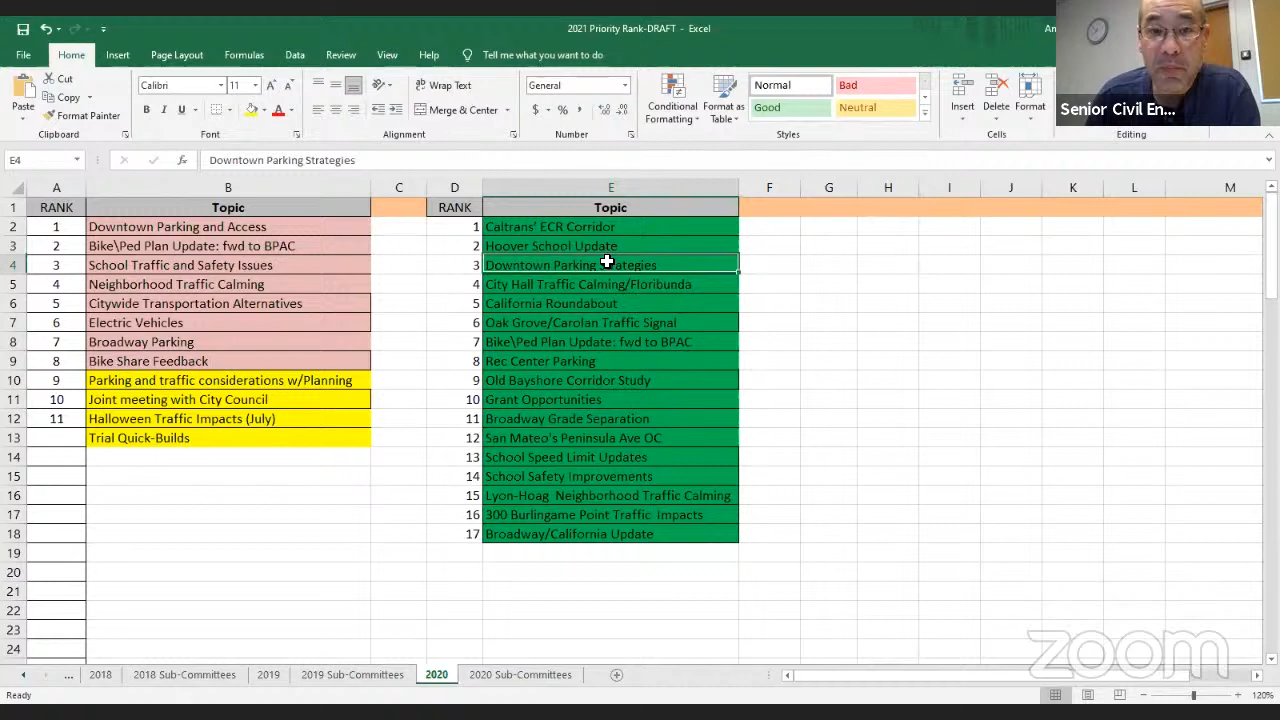 2021 Priority Rank-DRAFT - Excel
An
File Home Insert Page Layout Formulas Data Review View Help Tell me what you want to do
Paste Cut Copy Format Painter
Calibri 11 B I U
Wrap Text Merge & Center
General $ % ,
Conditional Formatting Format as Table
Normal Bad Good Neutral
Insert Delete Format
Clipboard Font Alignment Number Styles Cells Editing
Senior Civil En...
E4 fx Downtown Parking Strategies
A B C D E F G H I J K L M
1 RANK Topic RANK Topic
2 1 Downtown Parking and Access 1 Caltrans' ECR Corridor
3 2 Bike\Ped Plan Update: fwd to BPAC 2 Hoover School Update
4 3 School Traffic and Safety Issues 3 Downtown Parking Strategies
5 4 Neighborhood Traffic Calming 4 City Hall Traffic Calming/Floribunda
6 5 Citywide Transportation Alternatives 5 California Roundabout
7 6 Electric Vehicles 6 Oak Grove/Carolan Traffic Signal
8 7 Broadway Parking 7 Bike\Ped Plan Update: fwd to BPAC
9 8 Bike Share Feedback 8 Rec Center Parking
10 9 Parking and traffic considerations w/Planning 9 Old Bayshore Corridor Study
11 10 Joint meeting with City Council 10 Grant Opportunities
12 11 Halloween Traffic Impacts (July) 11 Broadway Grade Separation
13 Trial Quick-Builds 12 San Mateo's Peninsula Ave OC
14 13 School Speed Limit Updates
15 14 School Safety Improvements
16 15 Lyon-Hoag Neighborhood Traffic Calming
17 16 300 Burlingame Point Traffic Impacts
18 17 Broadway/California Update
19
20
21
22
23
24
zoom
... 2018 2018 Sub-Committees 2019 2019 Sub-Committees 2020 2020 Sub-Committees
Ready 120%